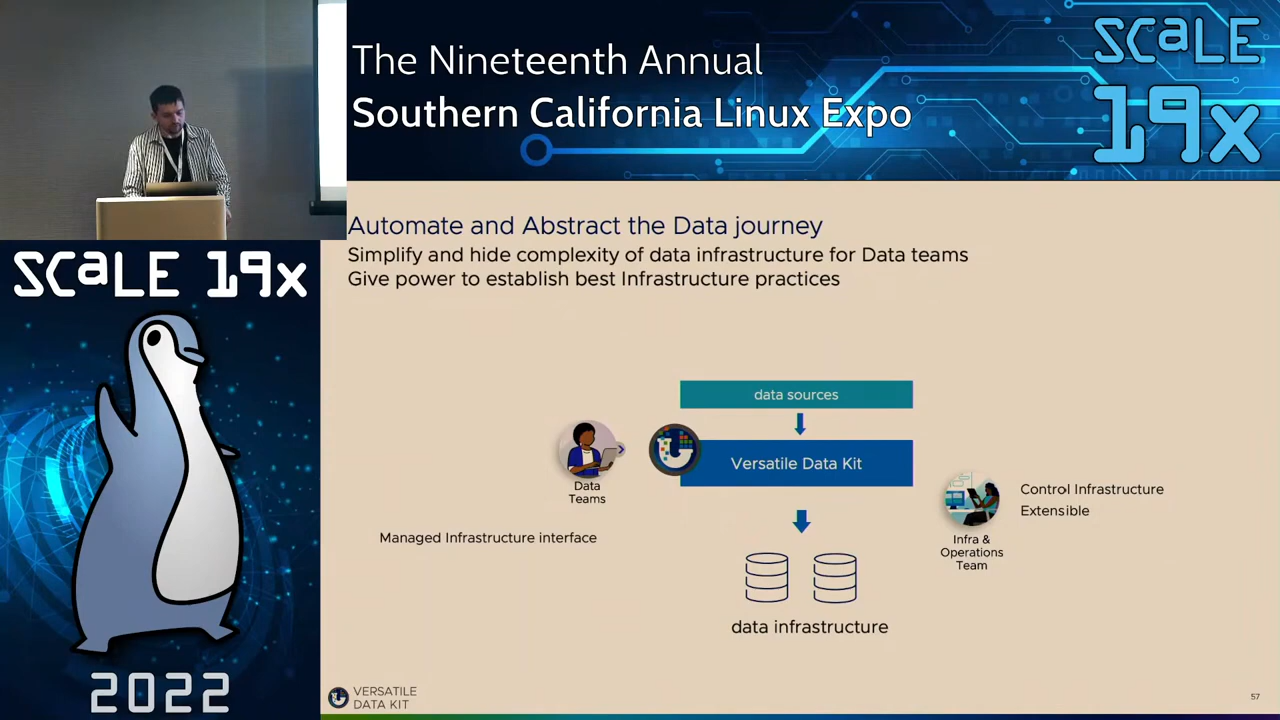 The Nineteenth Annual
Southern California Linux Expo
SCaLE
19x
SCaLE 19x
2022
Automate and Abstract the Data journey
Simplify and hide complexity of data infrastructure for Data teams
Give power to establish best Infrastructure practices
data sources
Versatile Data Kit
Data
Teams
Managed Infrastructure interface
Control Infrastructure
Extensible
Infra &
Operations
Team
data infrastructure
VERSATILE
DATA KIT
57